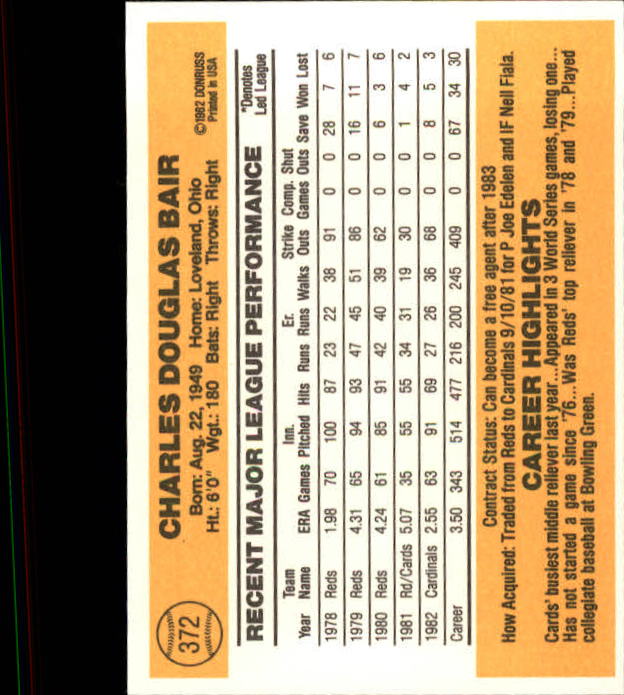 372
CHARLES DOUGLAS BAIR
Born: Aug. 22, 1949 Home: Loveland, Ohio
Ht.: 6'0" Wgt.: 180 Bats: Right Throws: Right
©1982 DONRUSS
Printed in USA
RECENT MAJOR LEAGUE PERFORMANCE
*Denotes
Led League
Team Inn. Er. Strike Comp. Shut
Year Name ERA Games Pitched Hits Runs Runs Walks Outs Games Outs Save Won Lost
1978 Reds 1.98 70 100 87 23 22 38 91 0 0 28 7 6
1979 Reds 4.31 65 94 93 47 45 51 86 0 0 16 11 7
1980 Reds 4.24 61 85 91 42 40 39 62 0 0 6 3 6
1981 Rd/Cards 5.07 35 55 55 34 31 19 30 0 0 1 4 2
1982 Cardinals 2.55 63 91 69 27 26 36 68 0 0 8 5 3
Career 3.50 343 514 477 216 200 245 409 0 0 67 34 30
Contract Status: Can become a free agent after 1983
How Acquired: Traded from Reds to Cardinals 9/10/81 for P Joe Edelen and IF Neil Fiala.
CAREER HIGHLIGHTS
Cards' busiest middle reliever last year...Appeared in 3 World Series games, losing one...
Has not started a game since '76...Was Reds' top reliever in '78 and '79...Played
collegiate baseball at Bowling Green.